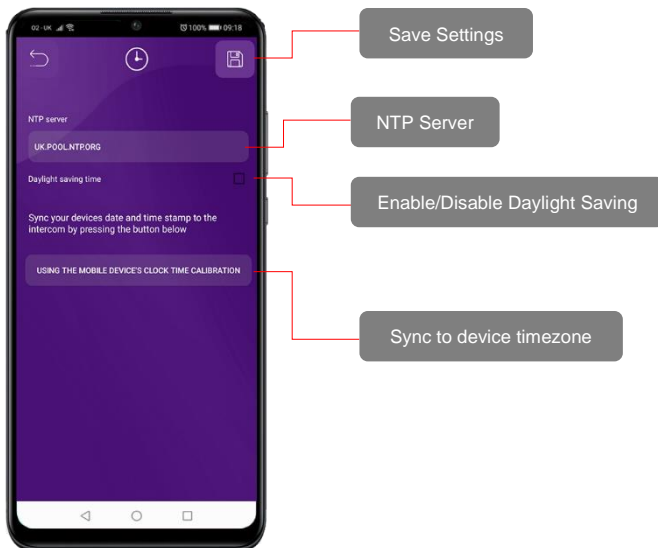 02-UK 100% 09:18
Save Settings
NTP server
NTP Server
UK.POOL.NTP.ORG
Daylight saving time
Enable/Disable Daylight Saving
Sync your devices date and time stamp to the
intercom by pressing the button below
USING THE MOBILE DEVICE'S CLOCK TIME CALIBRATION
Sync to device timezone